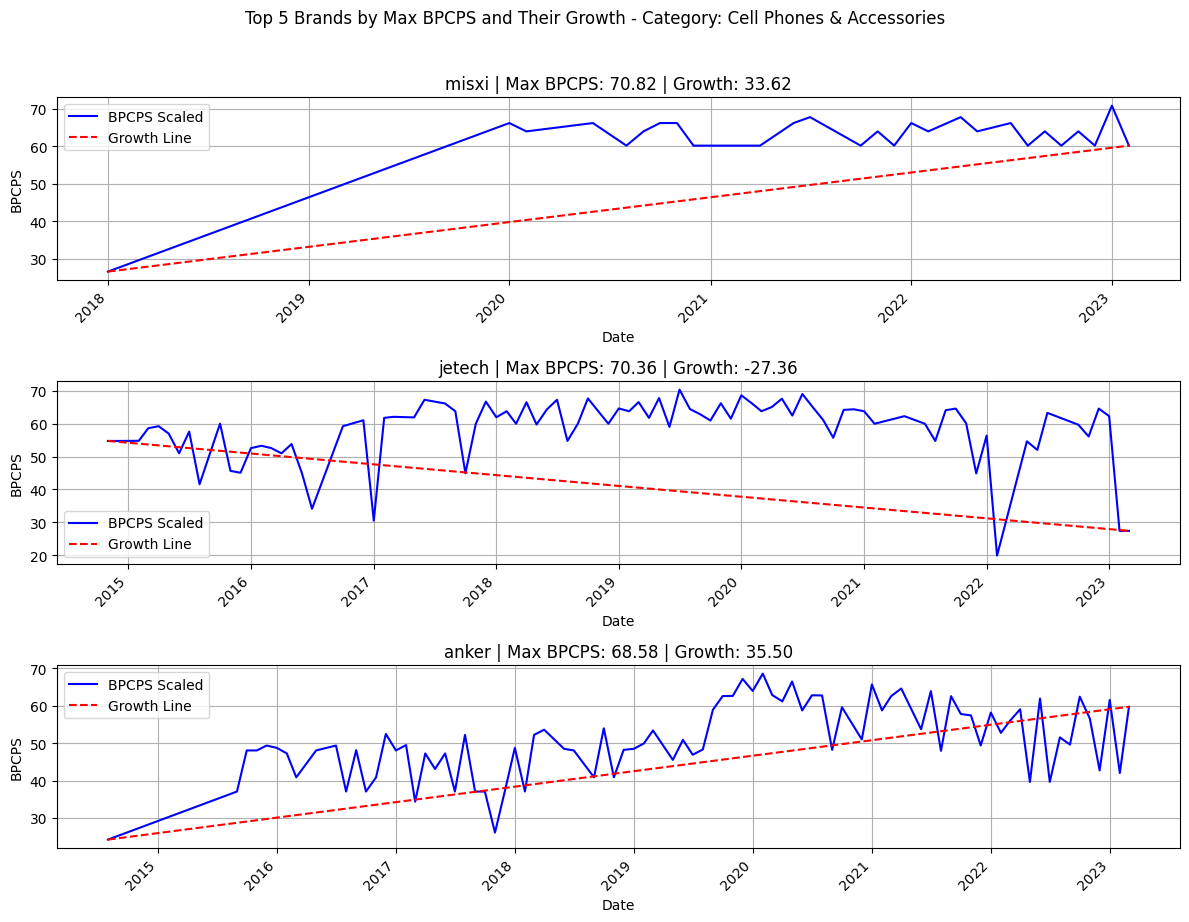 Top 5 Brands by Max BPCPS and Their Growth - Category: Cell Phones & Accessories
misxi | Max BPCPS: 70.82 | Growth: 33.62
BPCPS Scaled
Growth Line
70
60
50
40
30
BPCPS
2018
2019
2020
2021
2022
2023
Date
jetech | Max BPCPS: 70.36 | Growth: -27.36
70
60
50
40
30
20
BPCPS
BPCPS Scaled
Growth Line
2015
2016
2017
2018
2019
2020
2021
2022
2023
Date
anker | Max BPCPS: 68.58 | Growth: 35.50
BPCPS Scaled
Growth Line
70
60
50
40
30
BPCPS
2015
2016
2017
2018
2019
2020
2021
2022
2023
Date